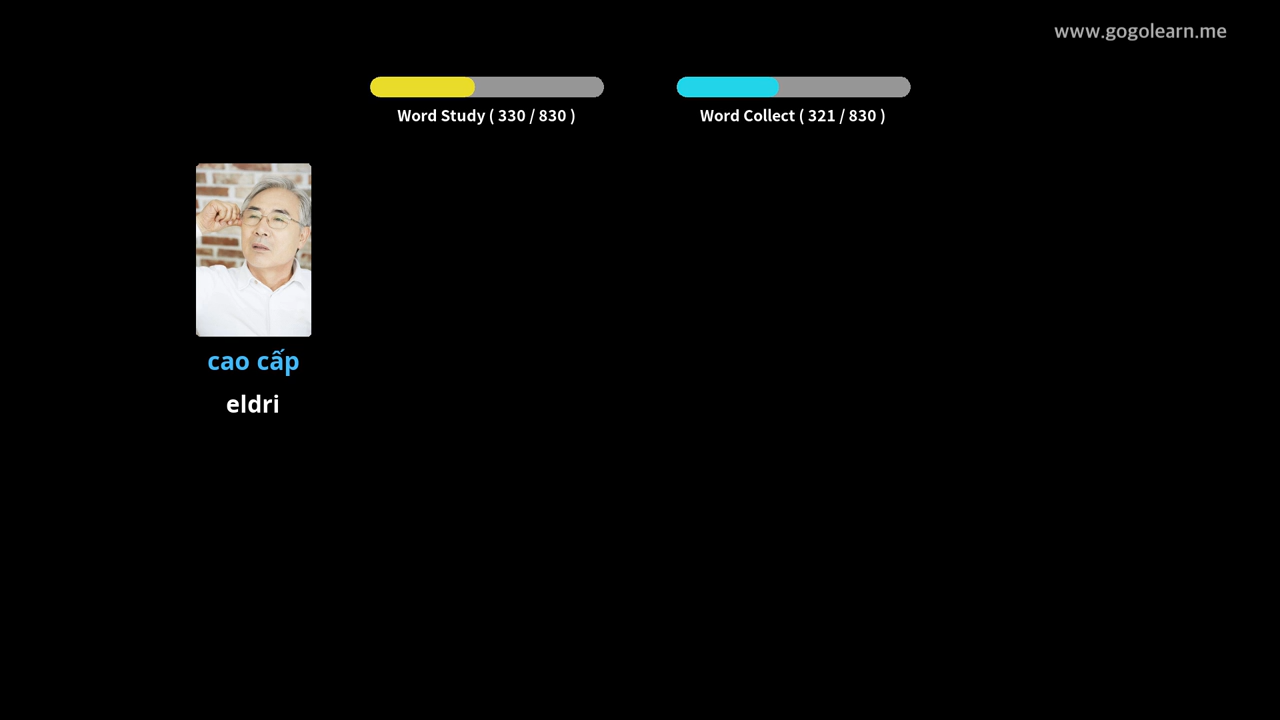 www.gogolearn.me
Word Study ( 330 / 830 )
Word Collect ( 321 / 830 )
cao cấp
eldri